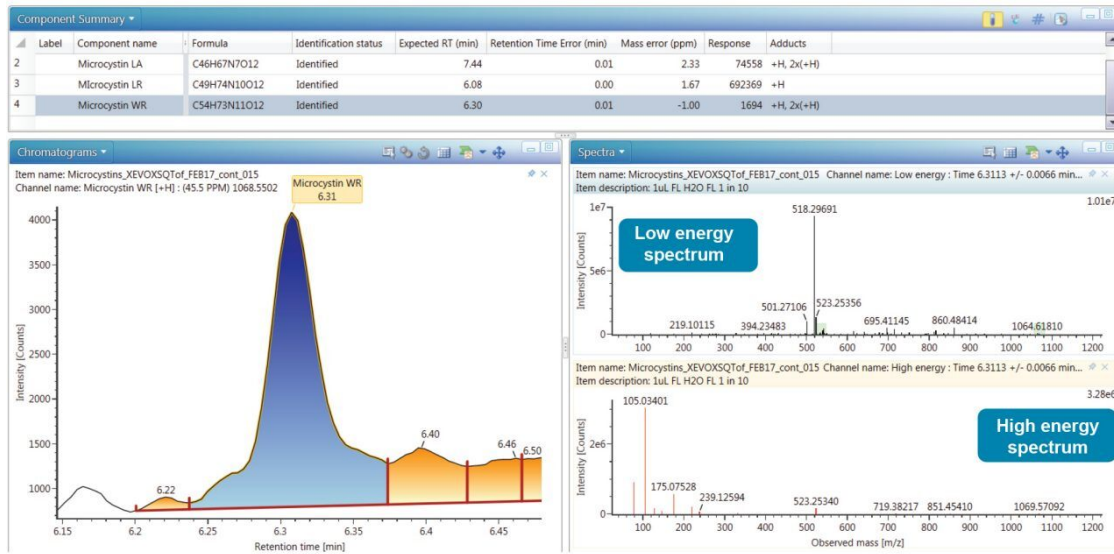 Component Summary
Label Component name Formula Identification status Expected RT (min) Retention Time Error (min) Mass error (ppm) Response Adducts
2 Microcystin LA C46H67N7O12 Identified 7.44 0.01 2.33 74558 +H, 2x(+H)
3 MIcrocystin LR C49H74N10O12 Identified 6.08 0.00 1.67 692369 +H
4 Microcystin WR C54H73N11O12 Identified 6.30 0.01 -1.00 1694 +H, 2x(+H)
Chromatograms
Item name: Microcystins_XEVOXSQTof_FEB17_cont_015
Channel name: Microcystin WR [+H] : (45.5 PPM) 1068.5502
Microcystin WR
6.31
4000
3500
3000
2500
2000
1500
1000
Intensity [Counts]
6.22
6.40
6.46
6.50
6.15 6.2 6.25 6.3 6.35 6.4 6.45
Retention time [min]
Spectra
Item name: Microcystins_XEVOXSQTof_FEB17_cont_015 Channel name: Low energy : Time 6.3113 +/- 0.0066 min...
Item description: 1uL FL H2O FL 1 in 10
1.01e7
1e7
5e6
0
Intensity [Counts]
Low energy
spectrum
518.29691
501.27106
523.25356
219.10115
394.23483
695.41145
860.48414
1064.61810
100 200 300 400 500 600 700 800 900 1000 1100 1200
Item name: Microcystins_XEVOXSQTof_FEB17_cont_015 Channel name: High energy : Time 6.3113 +/- 0.0066 min...
Item description: 1uL FL H2O FL 1 in 10
3.28e6
2e6
0
Intensity [Counts]
High energy
spectrum
105.03401
175.07528
239.12594
523.25340
719.38217
851.45410
1069.57092
100 200 300 400 500 600 700 800 900 1000 1100 1200
Observed mass [m/z]